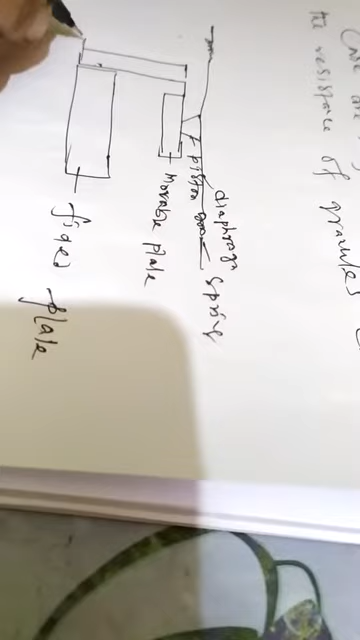 the resistance of granules
diaphragm
spring
piston
movable plate
fixed plate